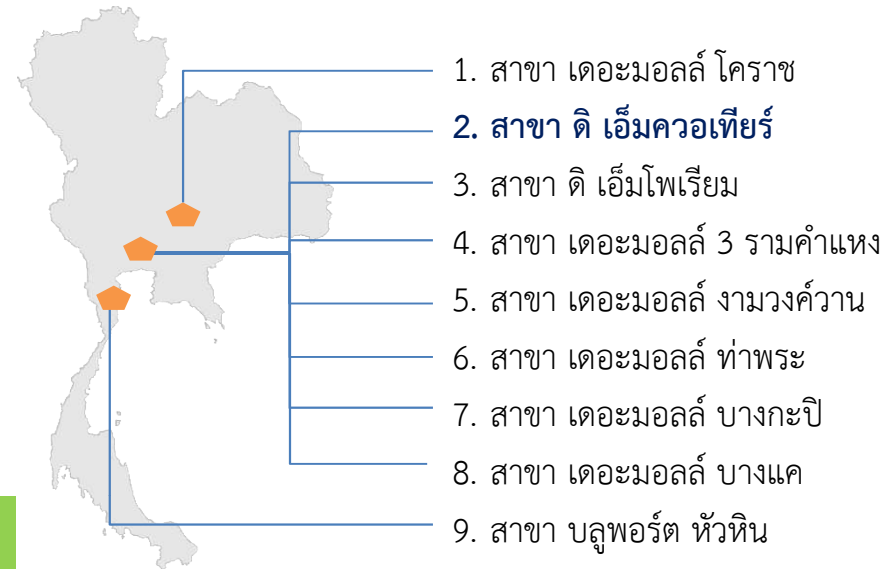 1. สาขา เดอะมอลล์ โคราช
2. สาขา ดิ เอ็มควอเทียร์
3. สาขา ดิ เอ็มโพเรียม
4. สาขา เดอะมอลล์ 3 รามคำแหง
5. สาขา เดอะมอลล์ งามวงค์วาน
6. สาขา เดอะมอลล์ ท่าพระ
7. สาขา เดอะมอลล์ บางกะปิ
8. สาขา เดอะมอลล์ บางแค
9. สาขา บลูพอร์ต หัวหิน